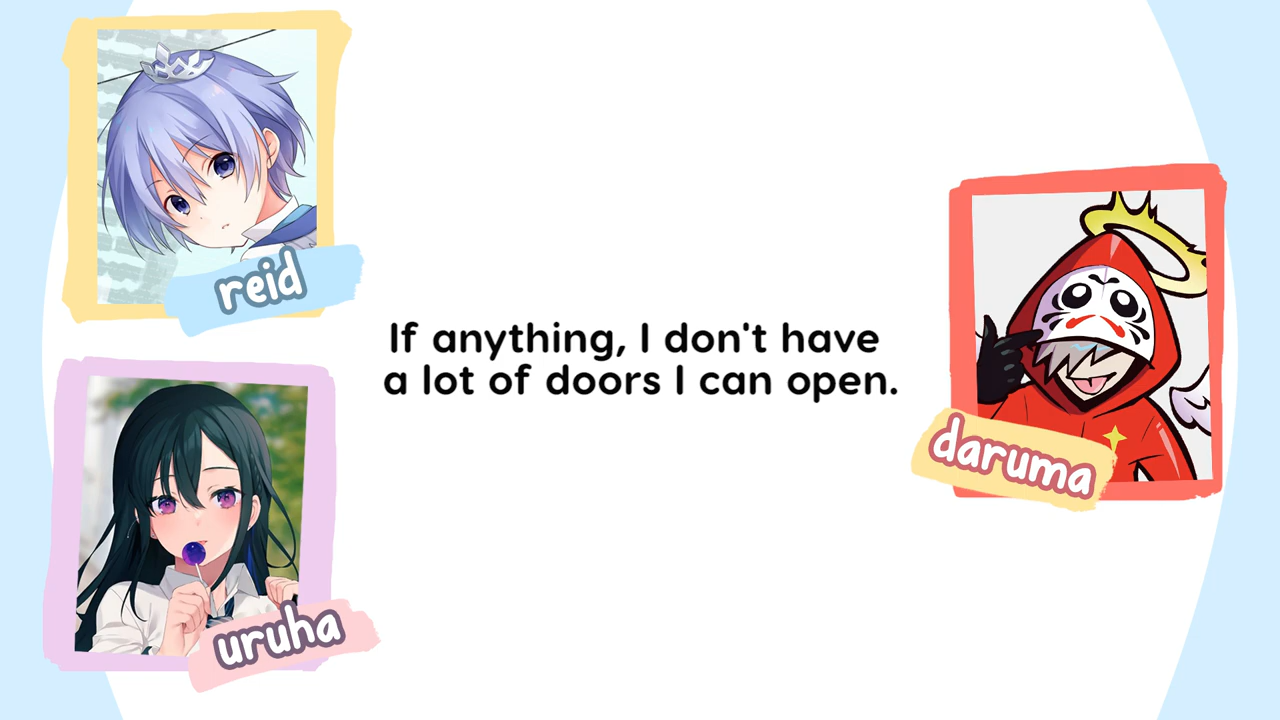 reid
If anything, I don't have
a lot of doors I can open.
daruma
uruha